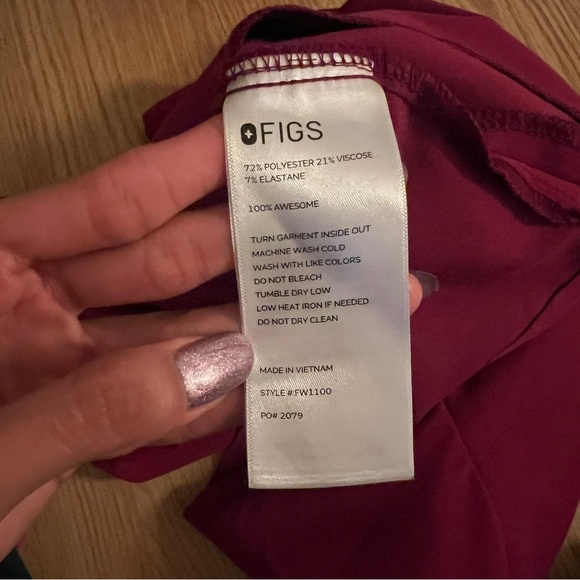 FIGS
72% POLYESTER 21% VISCOSE
7% ELASTANE
100% AWESOME
TURN GARMENT INSIDE OUT
MACHINE WASH COLD
WASH WITH LIKE COLORS
DO NOT BLEACH
TUMBLE DRY LOW
LOW HEAT IRON IF NEEDED
DO NOT DRY CLEAN
MADE IN VIETNAM
STYLE #:FW1100
PO# 2079